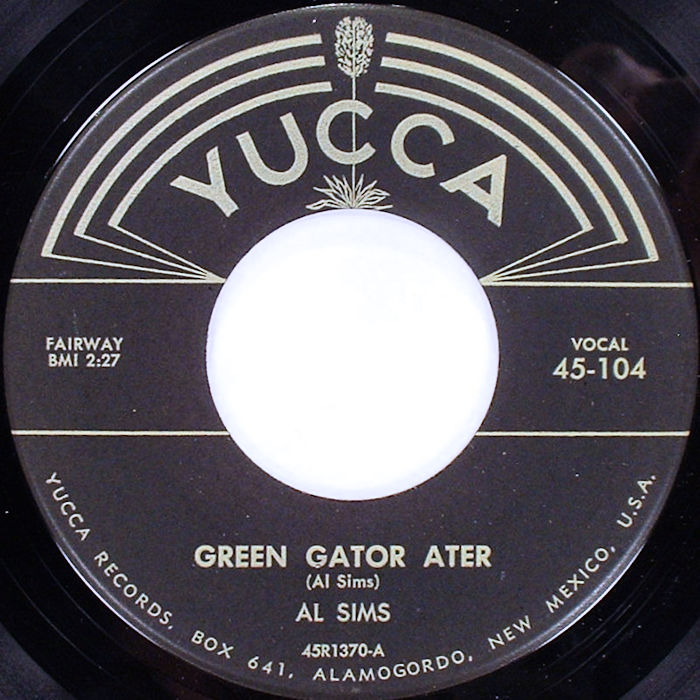 YUCCA
FAIRWAY
BMI 2:27
VOCAL
45-104
GREEN GATOR ATER
(Al Sims)
AL SIMS
45R1370-A
YUCCA RECORDS, BOX 641, ALAMOGORDO, NEW MEXICO, U.S.A.